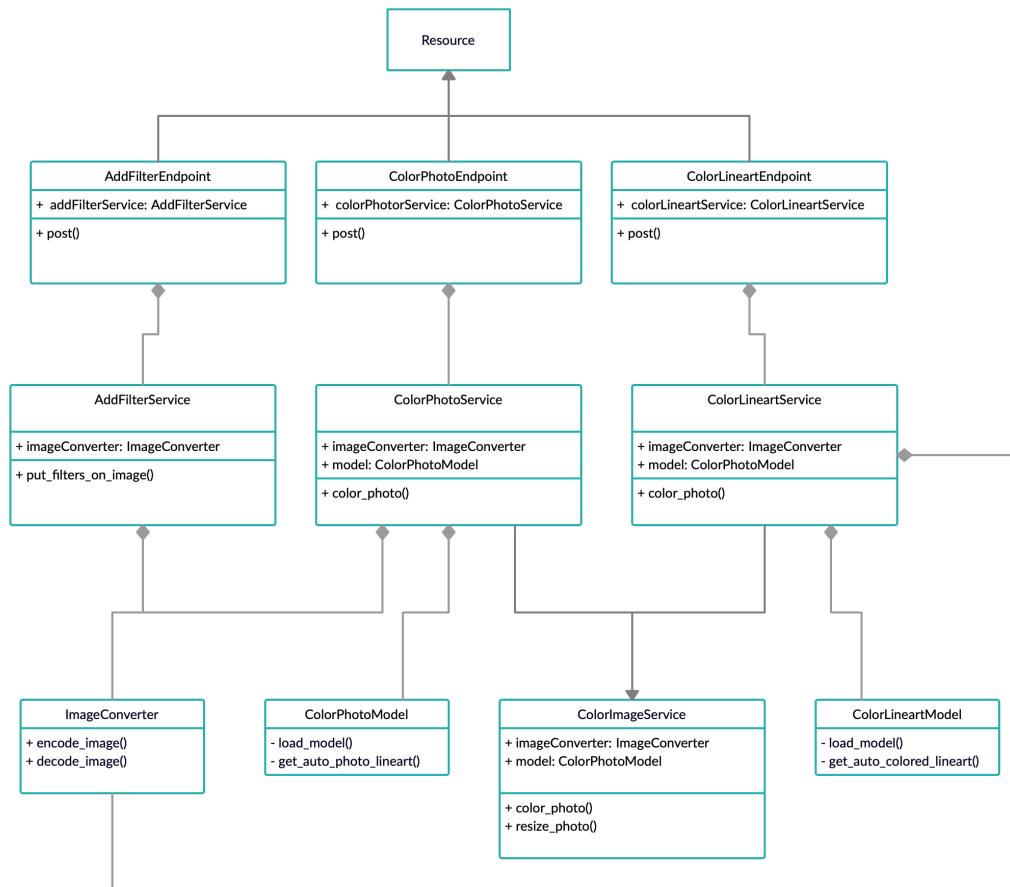 Resource
AddFilterEndpoint
+ addFilterService: AddFilterService
+ post()
ColorPhotoEndpoint
+ colorPhotorService: ColorPhotoService
+ post()
ColorLineartEndpoint
+ colorLineartService: ColorLineartService
+ post()
AddFilterService
+ imageConverter: ImageConverter
+ put_filters_on_image()
ColorPhotoService
+ imageConverter: ImageConverter
+ model: ColorPhotoModel
+ color_photo()
ColorLineartService
+ imageConverter: ImageConverter
+ model: ColorPhotoModel
+ color_photo()
ImageConverter
+ encode_image()
+ decode_image()
ColorPhotoModel
- load_model()
- get_auto_photo_lineart()
ColorImageService
+ imageConverter: ImageConverter
+ model: ColorPhotoModel
+ color_photo()
+ resize_photo()
ColorLineartModel
- load_model()
- get_auto_colored_lineart()